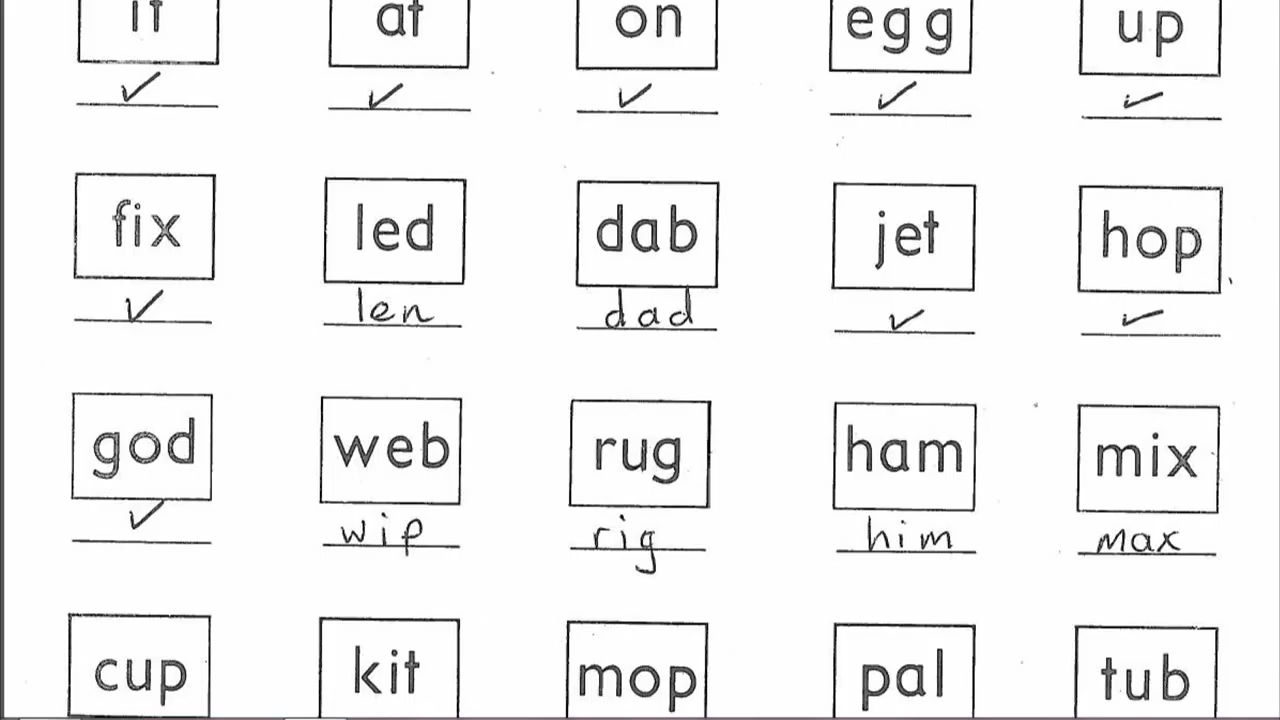 at on egg up
✓ ✓ ✓ ✓ ✓
fix led dab jet hop
✓ len dad ✓ ✓
god web rug ham mix
✓ wip rig him max
cup kit mop pal tub